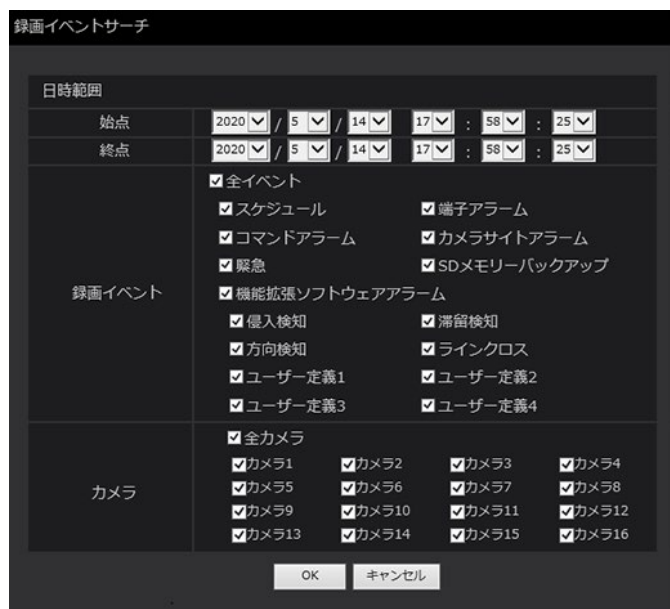 録画イベントサーチ
日時範囲
始点 2020 / 5 / 14 17 : 58 : 25
終点 2020 / 5 / 14 17 : 58 : 25
録画イベント
全イベント
スケジュール 端子アラーム
コマンドアラーム カメラサイトアラーム
緊急 SDメモリーバックアップ
機能拡張ソフトウェアアラーム
侵入検知 滞留検知
方向検知 ラインクロス
ユーザー定義1 ユーザー定義2
ユーザー定義3 ユーザー定義4
カメラ
全カメラ
カメラ1 カメラ2 カメラ3 カメラ4
カメラ5 カメラ6 カメラ7 カメラ8
カメラ9 カメラ10 カメラ11 カメラ12
カメラ13 カメラ14 カメラ15 カメラ16
OK キャンセル